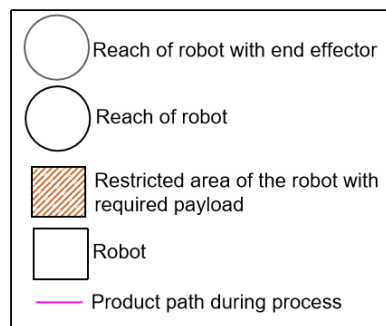 Reach of robot with end effector
Reach of robot
Restricted area of the robot with
required payload
Robot
Product path during process